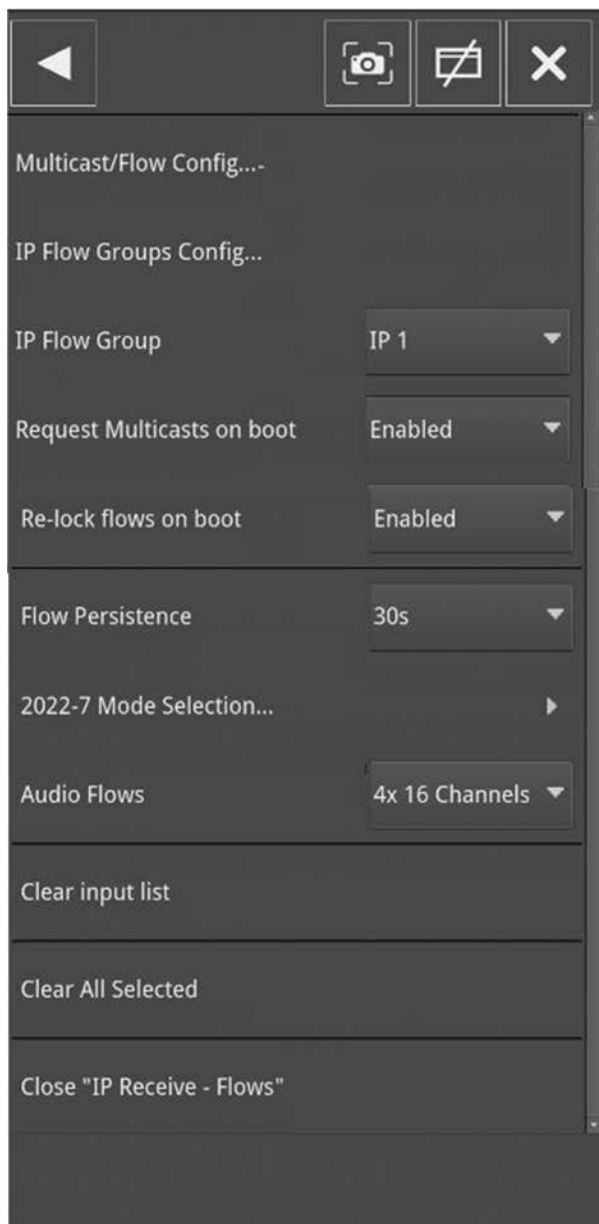 Multicast/Flow Config...-
IP Flow Groups Config...
IP Flow Group IP 1
Request Multicasts on boot Enabled
Re-lock flows on boot Enabled
Flow Persistence 30s
2022-7 Mode Selection...
Audio Flows 4x 16 Channels
Clear input list
Clear All Selected
Close "IP Receive - Flows"